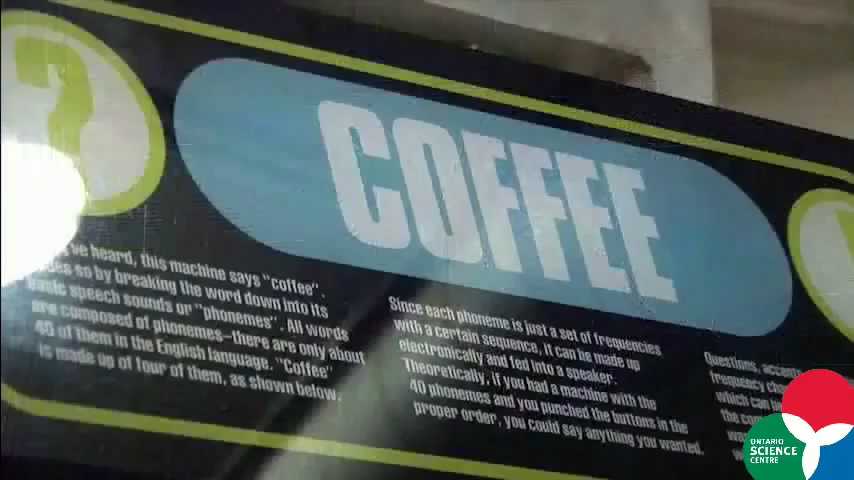 ?
COFFEE
've heard, this machine says "coffee".
so by breaking the word down into its
speech sounds or "phonemes". All words
are composed of phonemes–there are only about
40 of them in the English language. "Coffee"
is made up of four of them, as shown below.
Since each phoneme is just a set of frequencies
with a certain sequence, it can be made up
electronically and fed into a speaker.
Theoretically, if you had a machine with the
40 phonemes and you punched the buttons in the
proper order, you could say anything you wanted.
Questions,
frequency
which can
the
ONTARIO
SCIENCE
CENTRE